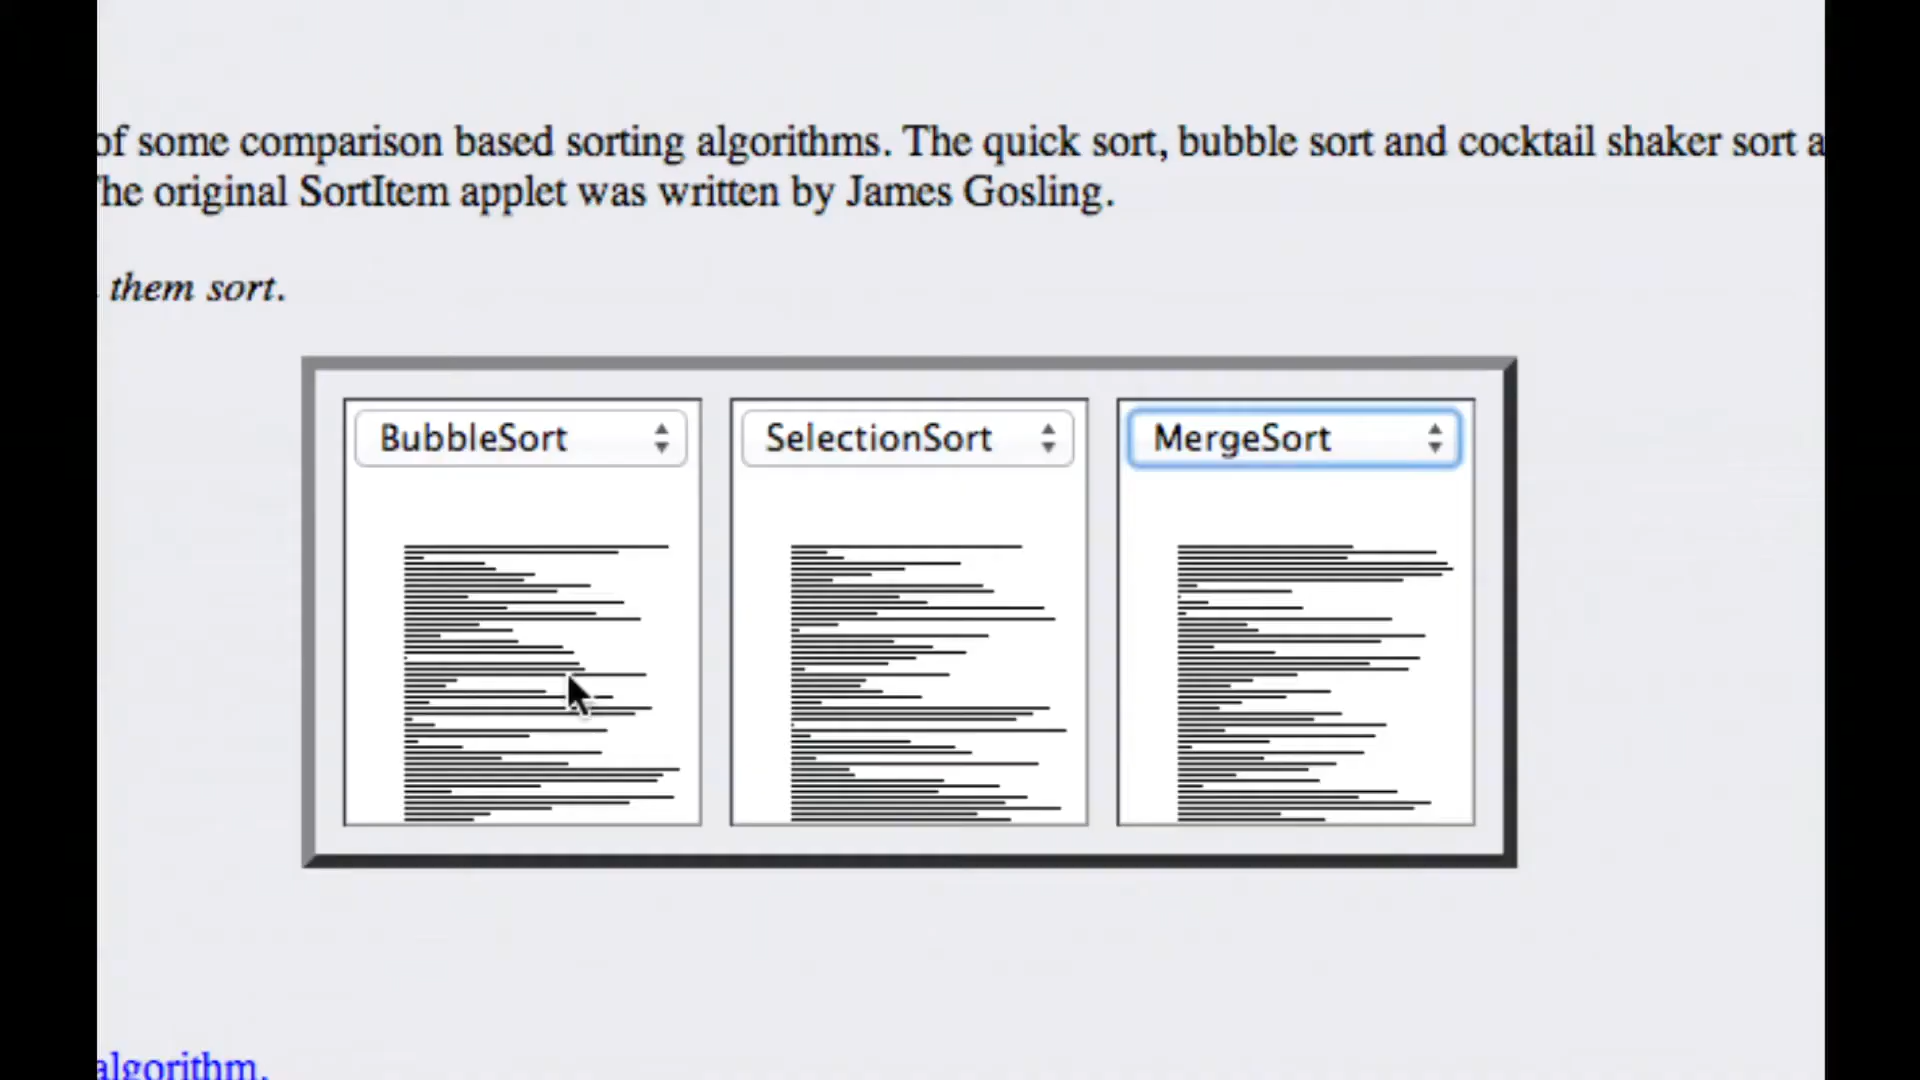 of some comparison based sorting algorithms. The quick sort, bubble sort and cocktail shaker sort a
The original SortItem applet was written by James Gosling.
them sort.
BubbleSort
SelectionSort
MergeSort
algorithm.